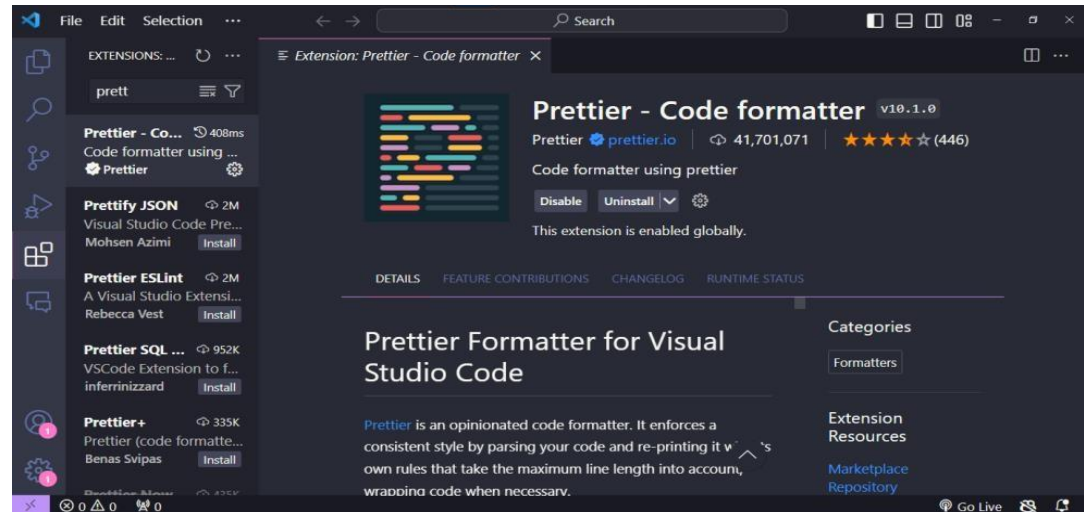 File Edit Selection ...
Search
EXTENSIONS: ...
prett
Prettier - Co... 408ms
Code formatter using ...
Prettier
Prettify JSON 2M
Visual Studio Code Pre...
Mohsen Azimi Install
Prettier ESLint 2M
A Visual Studio Extensi...
Rebecca Vest Install
Prettier SQL ... 952K
VSCode Extension to f...
inferrinizzard Install
Prettier+ 335K
Prettier (code formatte...
Benas Svipas Install
Extension: Prettier - Code formatter
Prettier - Code formatter v10.1.0
Prettier prettier.io 41,701,071 (446)
Code formatter using prettier
Disable Uninstall
This extension is enabled globally.
DETAILS FEATURE CONTRIBUTIONS CHANGELOG RUNTIME STATUS
Prettier Formatter for Visual
Studio Code
Prettier is an opinionated code formatter. It enforces a
consistent style by parsing your code and re-printing it
own rules that take the maximum line length into account,
wrapping code when necessary.
Categories
Formatters
Extension
Resources
Marketplace
Repository
1
1
0 0 0
Go Live